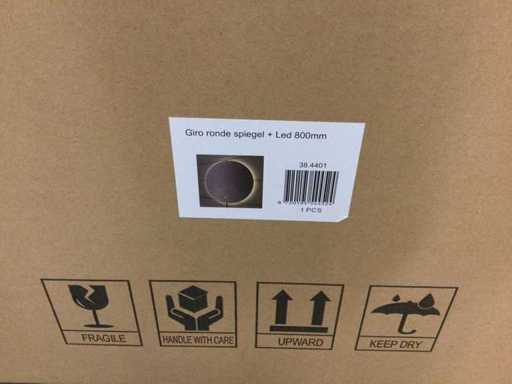 Giro ronde spiegel + Led 800mm
38.4401
1 PCS
FRAGILE
HANDLE WITH CARE
UPWARD
KEEP DRY